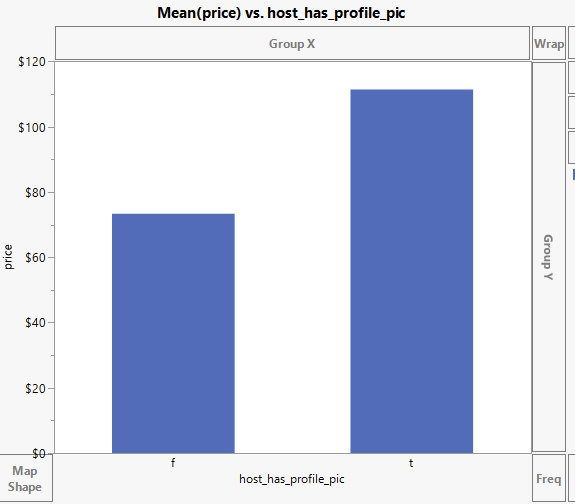 Mean(price) vs. host_has_profile_pic
Group X
Wrap
$120
$100
$80
$60
$40
$20
$0
price
Group Y
f
t
host_has_profile_pic
Map
Shape
Freq